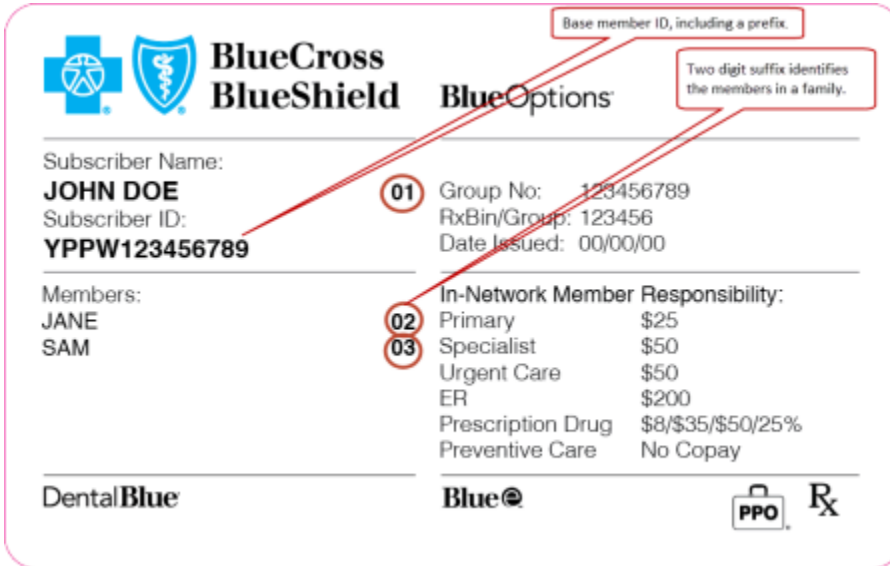 Base member ID, including a prefix.
Two digit suffix identifies
the members in a family.
BlueCross
BlueShield
BlueOptions
Subscriber Name:
JOHN DOE 01
Subscriber ID:
YPPW123456789
Group No: 123456789
RxBin/Group: 123456
Date Issued: 00/00/00
Members:
JANE 02
SAM 03
In-Network Member Responsibility:
Primary $25
Specialist $50
Urgent Care $50
ER $200
Prescription Drug $8/$35/$50/25%
Preventive Care No Copay
DentalBlue
Blue e
PPO
Rx